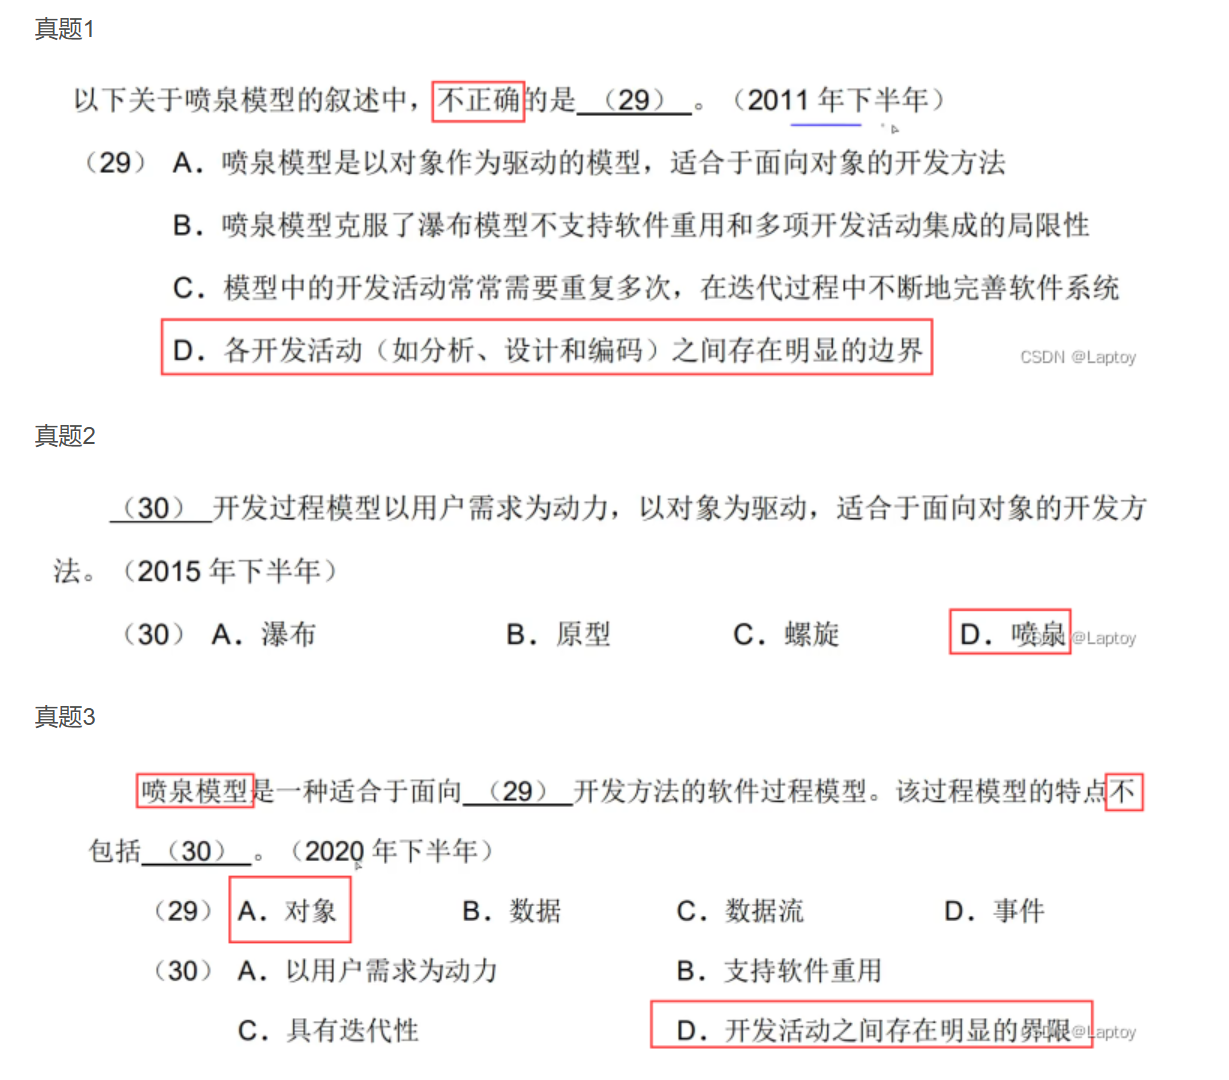 真题1
以下关于喷泉模型的叙述中，不正确的是（29）。（2011 年下半年）
（29） A．喷泉模型是以对象作为驱动的模型，适合于面向对象的开发方法
B．喷泉模型克服了瀑布模型不支持软件重用和多项开发活动集成的局限性
C．模型中的开发活动常常需要重复多次，在迭代过程中不断地完善软件系统
D．各开发活动（如分析、设计和编码）之间存在明显的边界
CSDN @Laptoy
真题2
（30）开发过程模型以用户需求为动力，以对象为驱动，适合于面向对象的开发方
法。（2015 年下半年）
（30） A．瀑布 B．原型 C．螺旋 D．喷泉
CSDN @Laptoy
真题3
喷泉模型是一种适合于面向（29）开发方法的软件过程模型。该过程模型的特点不
包括（30）。（2020 年下半年）
（29） A．对象 B．数据 C．数据流 D．事件
（30） A．以用户需求为动力 B．支持软件重用
C．具有迭代性 D．开发活动之间存在明显的界限
CSDN @Laptoy